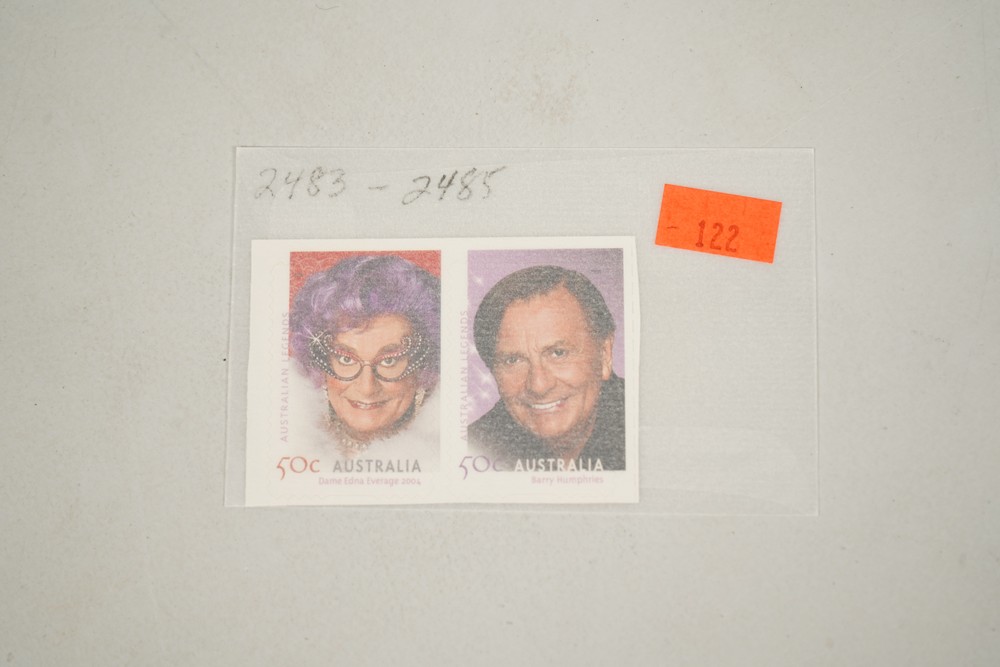 2483 - 2485
- 122
AUSTRALIAN LEGENDS
50c AUSTRALIA
Dame Edna Everage 2004
AUSTRALIAN LEGENDS
50c AUSTRALIA
Barry Humphries